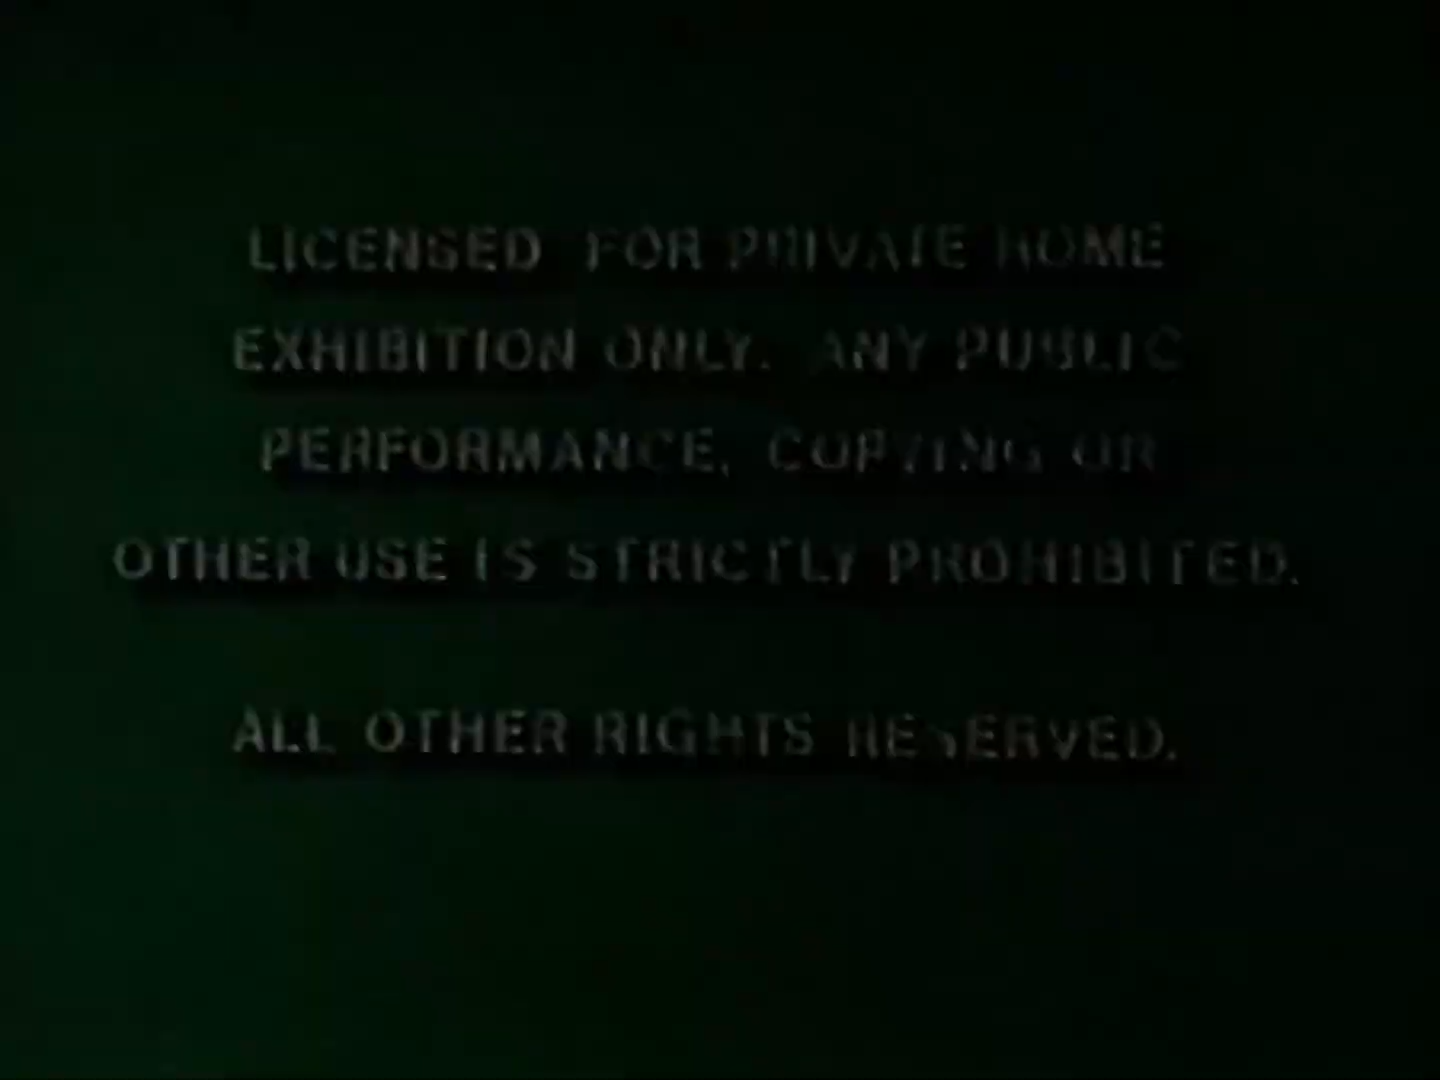 LICENSED FOR PRIVATE HOME
EXHIBITION ONLY. ANY PUBLIC
PERFORMANCE, COPYING OR
OTHER USE IS STRICTLY PROHIBITED.
ALL OTHER RIGHTS RESERVED.